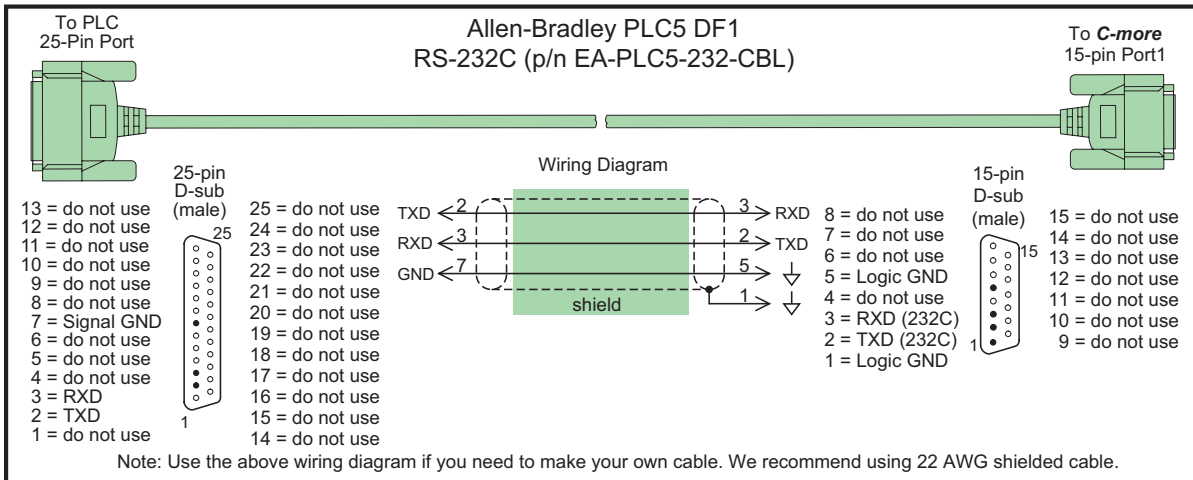 To PLC
25-Pin Port
Allen-Bradley PLC5 DF1
RS-232C (p/n EA-PLC5-232-CBL)
To C-more
15-pin Port1
25-pin
D-sub
(male)
13 = do not use
12 = do not use
11 = do not use
10 = do not use
9 = do not use
8 = do not use
7 = Signal GND
6 = do not use
5 = do not use
4 = do not use
3 = RXD
2 = TXD
1 = do not use
25
1
25 = do not use
24 = do not use
23 = do not use
22 = do not use
21 = do not use
20 = do not use
19 = do not use
18 = do not use
17 = do not use
16 = do not use
15 = do not use
14 = do not use
Wiring Diagram
TXD 2 3 RXD
RXD 3 2 TXD
GND 7 5
1
shield
8 = do not use
7 = do not use
6 = do not use
5 = Logic GND
4 = do not use
3 = RXD (232C)
2 = TXD (232C)
1 = Logic GND
15-pin
D-sub
(male)
15
1
15 = do not use
14 = do not use
13 = do not use
12 = do not use
11 = do not use
10 = do not use
9 = do not use
Note: Use the above wiring diagram if you need to make your own cable. We recommend using 22 AWG shielded cable.